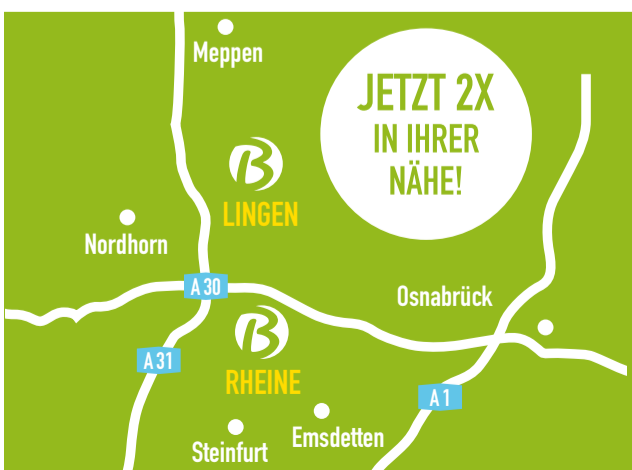 Meppen
JETZT 2X
IN IHRER
NÄHE!
B
LINGEN
Nordhorn
A 30
Osnabrück
B
A 31
RHEINE
A 1
Emsdetten
Steinfurt